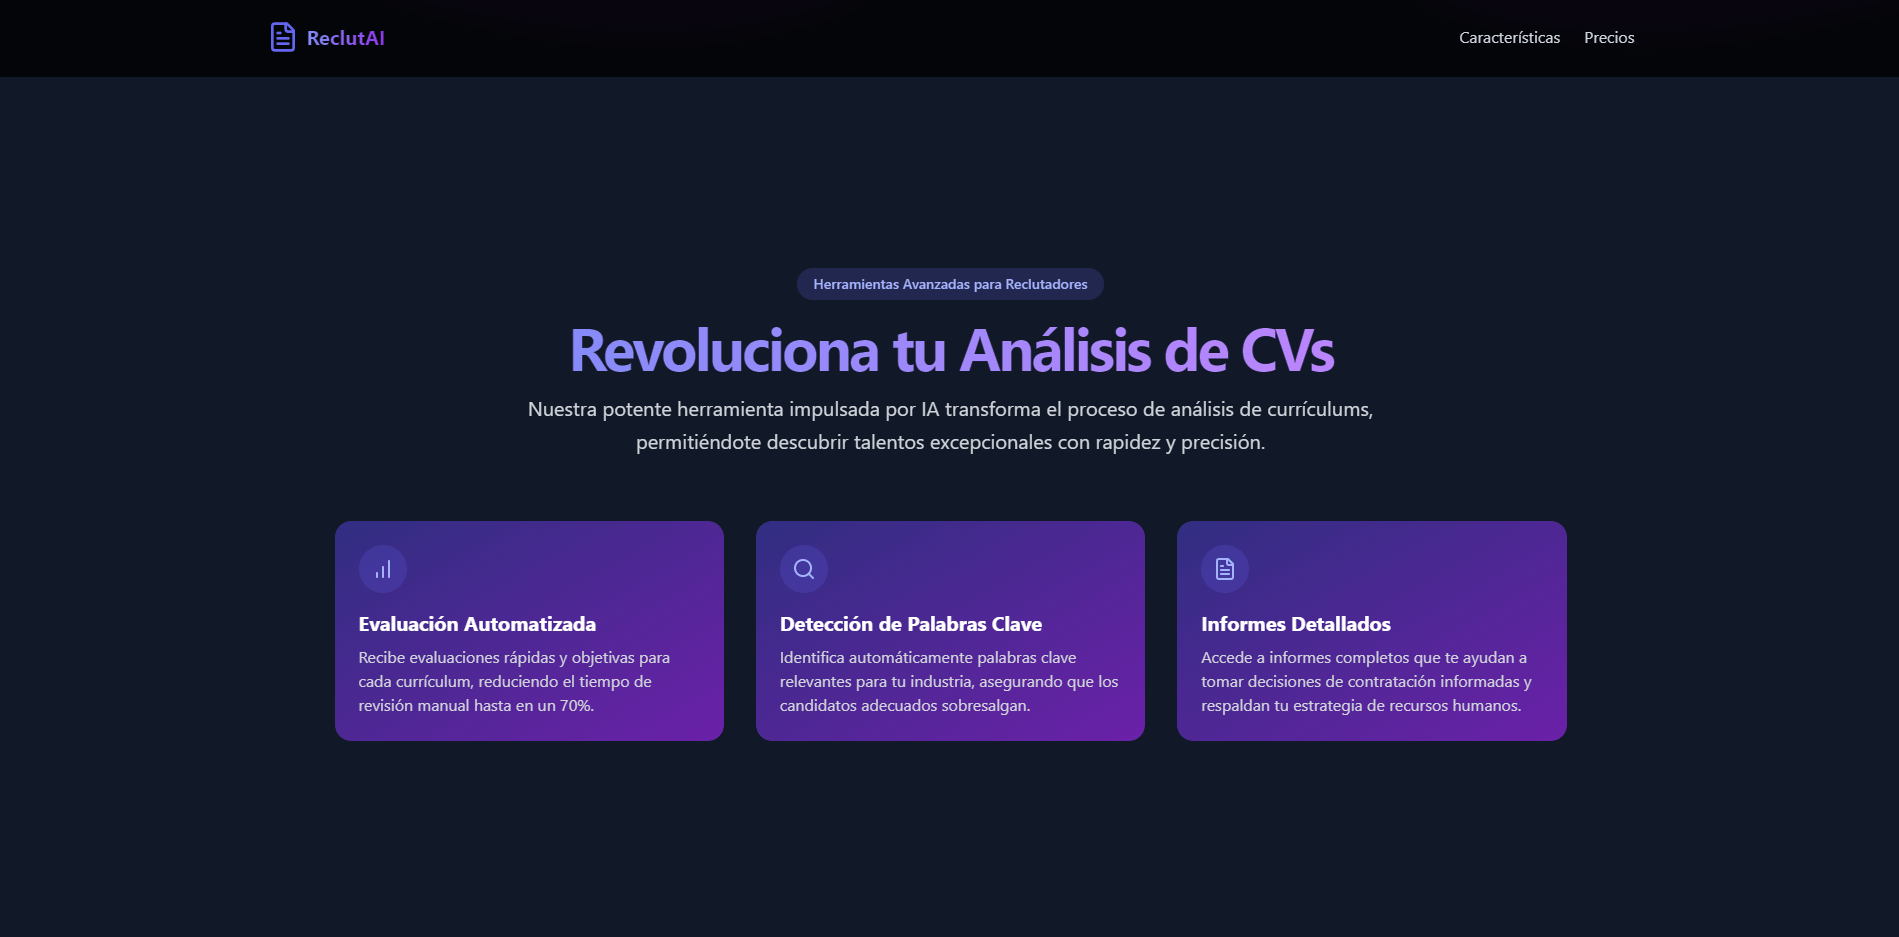 ReclutAI
Características
Precios
Herramientas Avanzadas para Reclutadores
Revoluciona tu Análisis de CVs
Nuestra potente herramienta impulsada por IA transforma el proceso de análisis de currículums,
permitiéndote descubrir talentos excepcionales con rapidez y precisión.
Evaluación Automatizada
Recibe evaluaciones rápidas y objetivas para
cada currículum, reduciendo el tiempo de
revisión manual hasta en un 70%.
Detección de Palabras Clave
Identifica automáticamente palabras clave
relevantes para tu industria, asegurando que los
candidatos adecuados sobresalgan.
Informes Detallados
Accede a informes completos que te ayudan a
tomar decisiones de contratación informadas y
respaldan tu estrategia de recursos humanos.